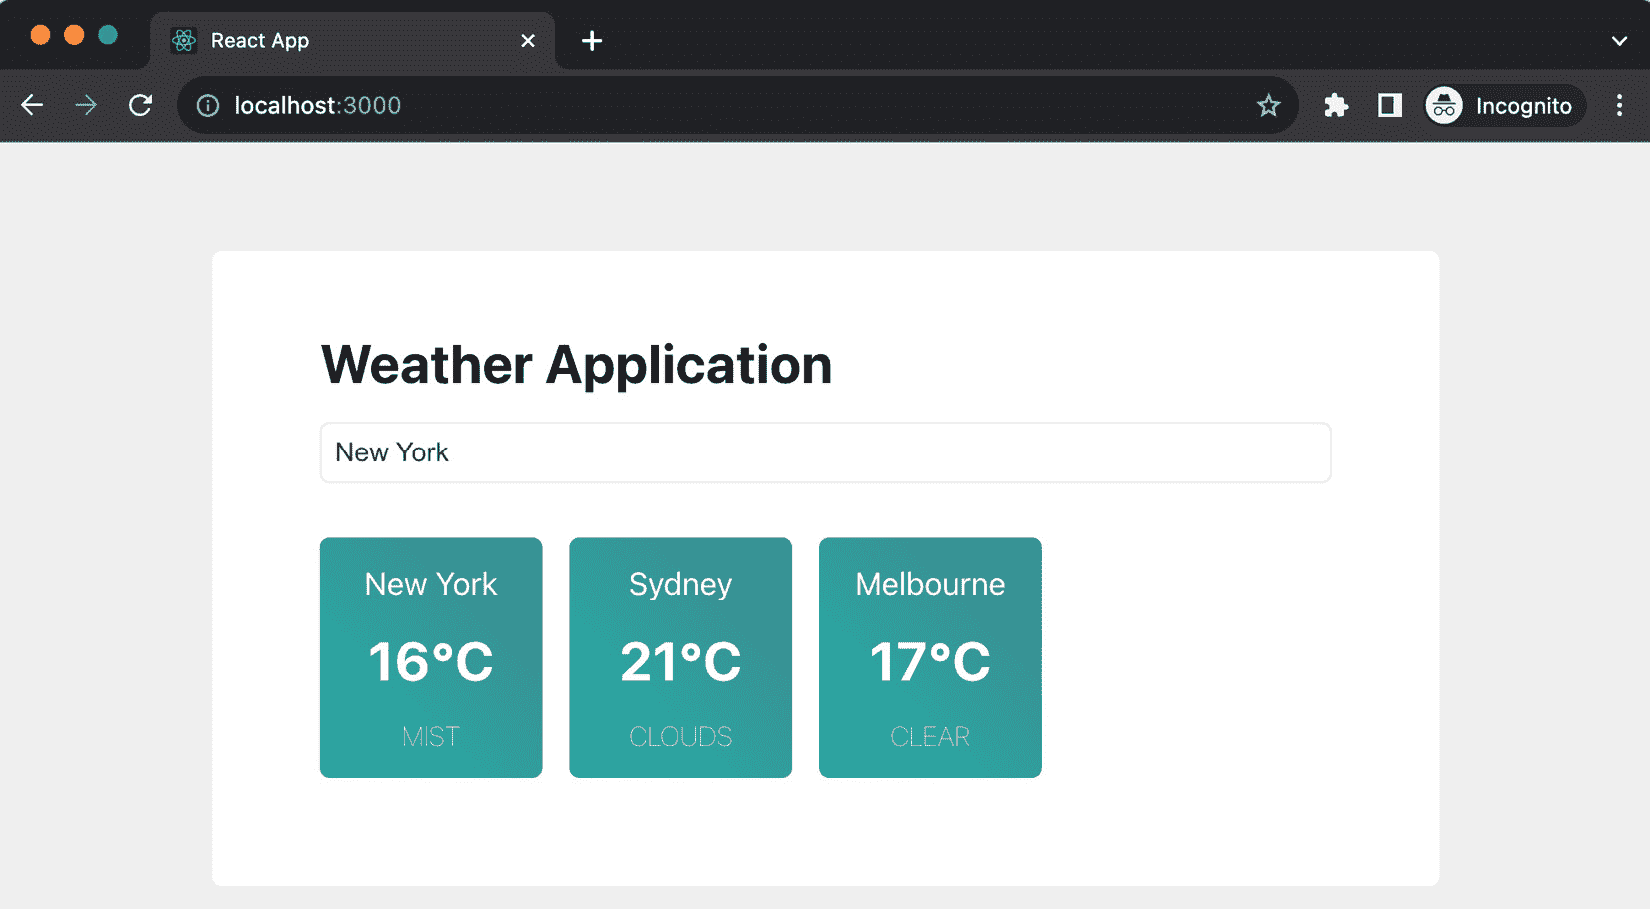 React App
localhost:3000
Incognito
Weather Application
New York
New York
16°C
MIST
Sydney
21°C
CLOUDS
Melbourne
17°C
CLEAR